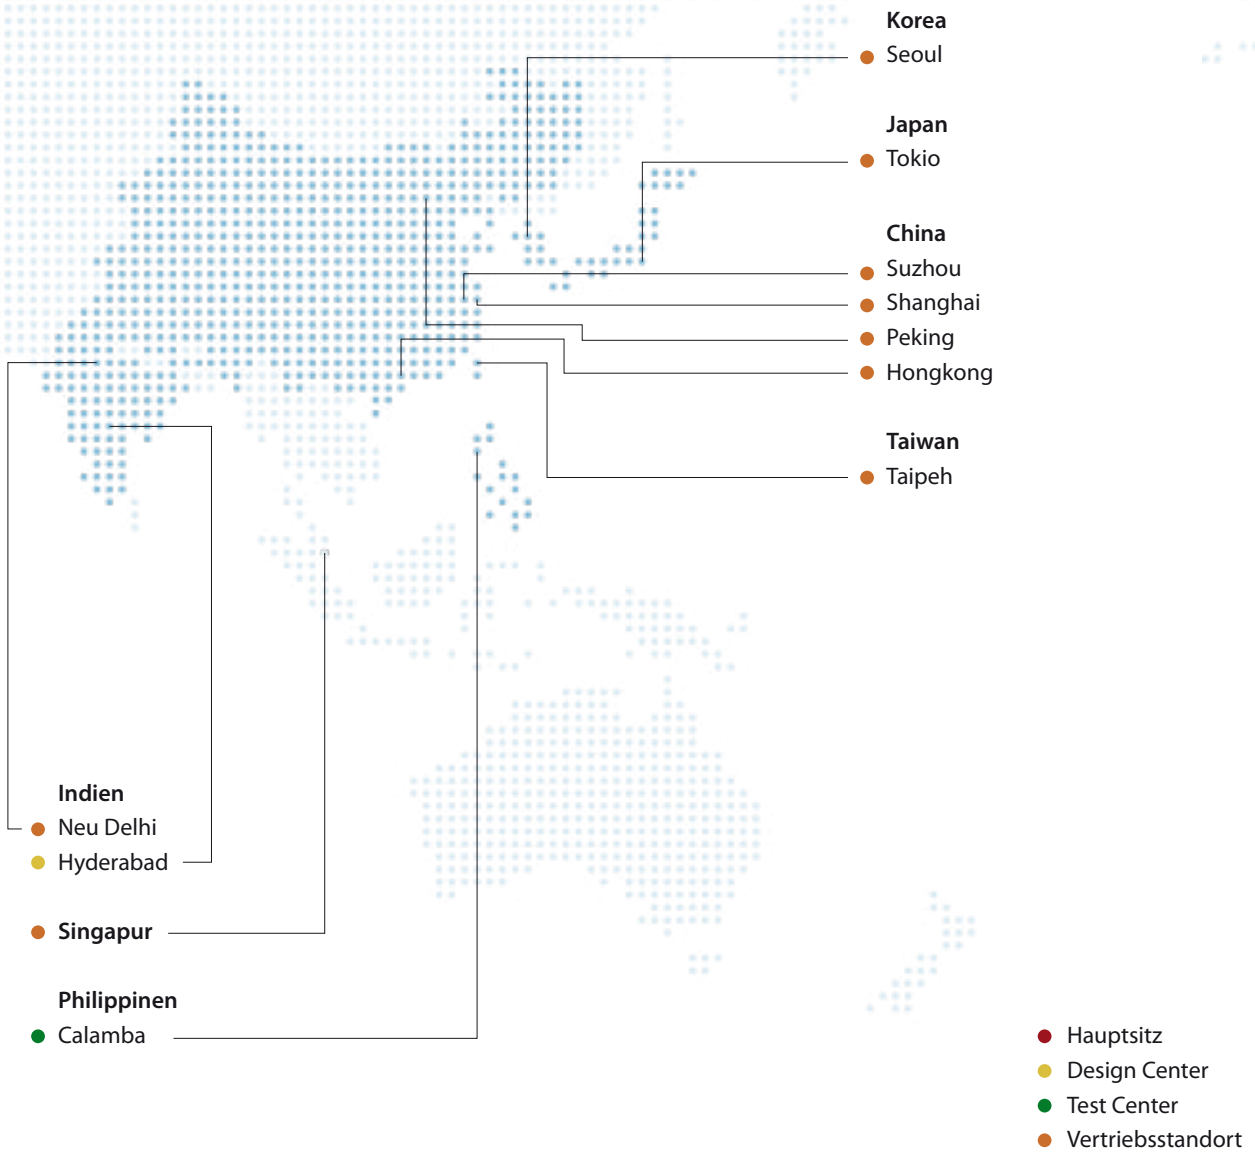 Korea
Seoul
Japan
Tokio
China
Suzhou
Shanghai
Peking
Hongkong
Taiwan
Taipeh
Indien
Neu Delhi
Hyderabad
Singapur
Philippinen
Calamba
Hauptsitz
Design Center
Test Center
Vertriebsstandort